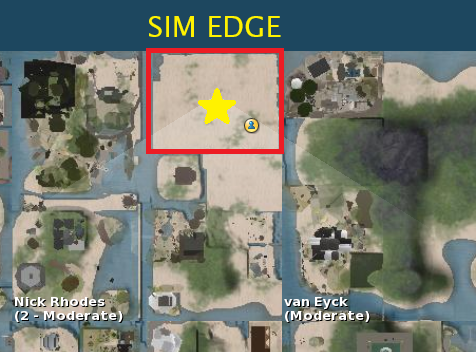 SIM EDGE
Nick Rhodes
(2 - Moderate)
van Eyck
(Moderate)